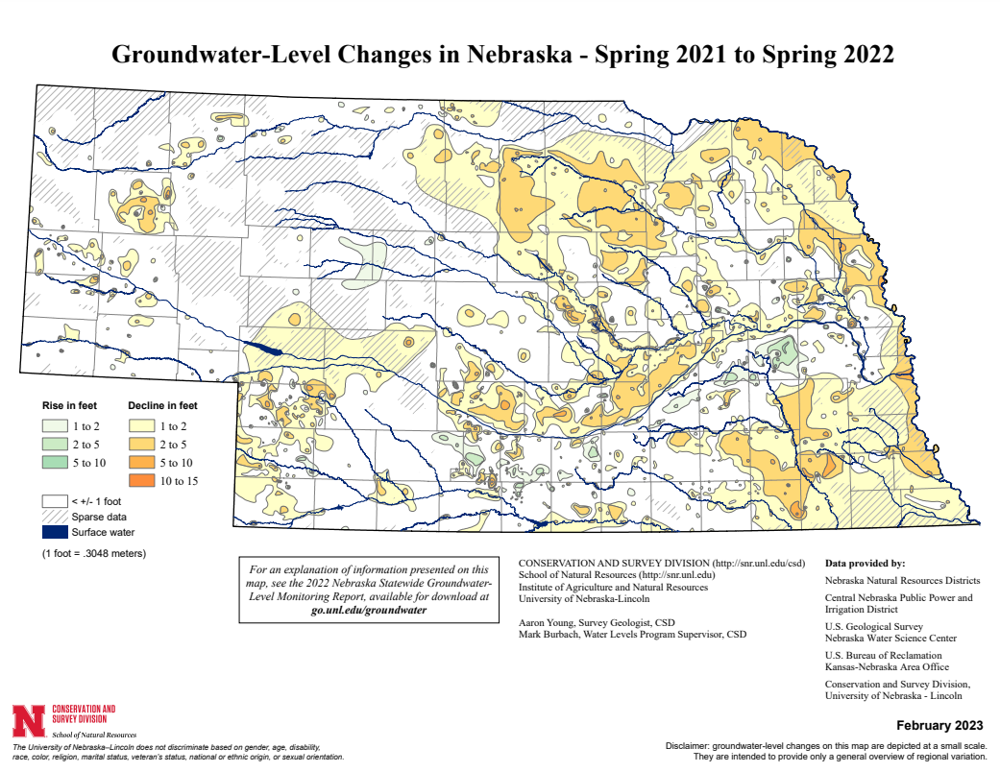 Groundwater-Level Changes in Nebraska - Spring 2021 to Spring 2022
Rise in feet
Decline in feet
1 to 2
1 to 2
2 to 5
2 to 5
5 to 10
5 to 10
10 to 15
< +/- 1 foot
Sparse data
Surface water
(1 foot = .3048 meters)
For an explanation of information presented on this
map, see the 2022 Nebraska Statewide Groundwater-
Level Monitoring Report, available for download at
go.unl.edu/groundwater
CONSERVATION AND SURVEY DIVISION (http://snr.unl.edu/csd)
School of Natural Resources (http://snr.unl.edu)
Institute of Agriculture and Natural Resources
University of Nebraska-Lincoln
Aaron Young, Survey Geologist, CSD
Mark Burbach, Water Levels Program Supervisor, CSD
Data provided by:
Nebraska Natural Resources Districts
Central Nebraska Public Power and
Irrigation District
U.S. Geological Survey
Nebraska Water Science Center
U.S. Bureau of Reclamation
Kansas-Nebraska Area Office
Conservation and Survey Division,
University of Nebraska - Lincoln
N
CONSERVATION AND
SURVEY DIVISION
School of Natural Resources
The University of Nebraska–Lincoln does not discriminate based on gender, age, disability,
race, color, religion, marital status, veteran's status, national or ethnic origin, or sexual orientation.
February 2023
Disclaimer: groundwater-level changes on this map are depicted at a small scale.
They are intended to provide only a general overview of regional variation.